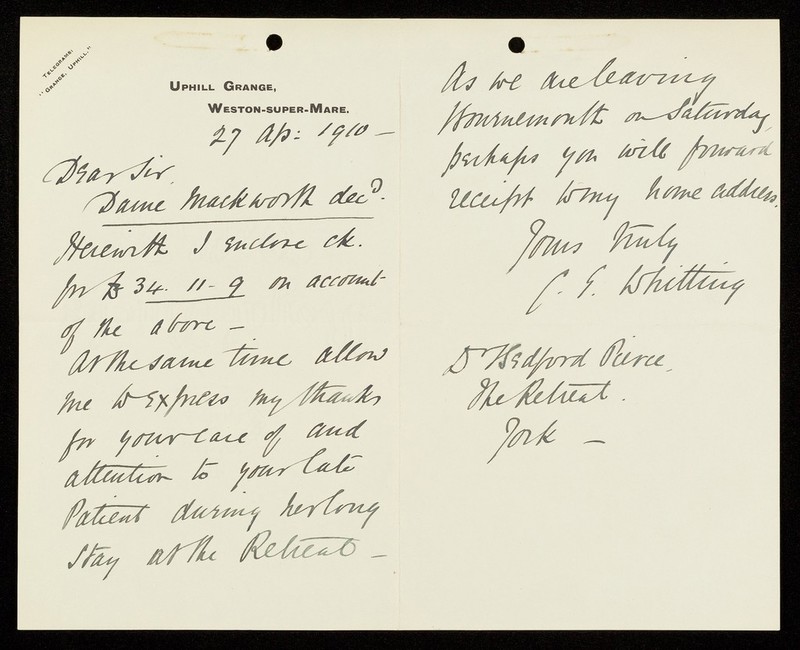 Telegrams:
"Grange, Uphill."
Uphill Grange,
Weston-super-Mare.
27 Ap: 1910 –
Dear Sir,
Dame Mackworth decd.
Herewith I enclose ck.
for £34. 11 - 9 on account
of the above –
At the same time allow
me to express my thanks
for your care of and
attention to your late
Patient during her long
stay at the Retreat –
As we are leaving
Bournemouth on Saturday,
perhaps you will forward
receipt to my home address.
Yours truly
C. E. Whitting
Dr Bedford Pierce.
The Retreat.
York –